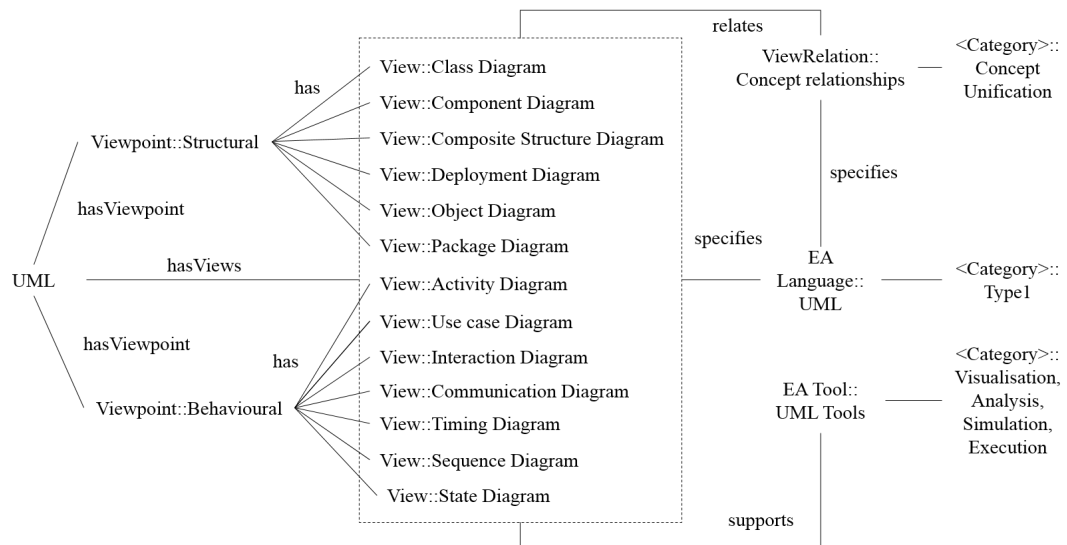 relates
ViewRelation::
Concept relationships
<Category>::
Concept
Unification
View::Class Diagram
has
View::Component Diagram
Viewpoint::Structural
View::Composite Structure Diagram
View::Deployment Diagram
specifies
hasViewpoint
View::Object Diagram
specifies
View::Package Diagram
UML
hasViews
View::Activity Diagram
EA
Language::
UML
<Category>::
Type1
View::Use case Diagram
hasViewpoint
has
View::Interaction Diagram
View::Communication Diagram
Viewpoint::Behavioural
View::Timing Diagram
EA Tool::
UML Tools
<Category>::
Visualisation,
Analysis,
Simulation,
Execution
View::Sequence Diagram
View::State Diagram
supports